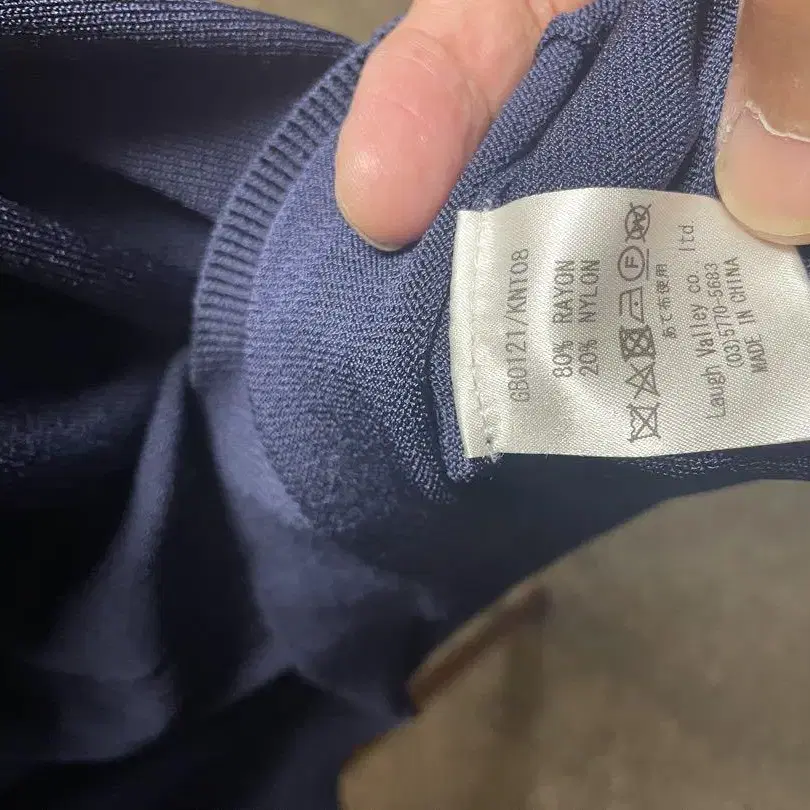 GB0121/KNT08
80% RAYON
20% NYLON
F
あて布使用
Laugh Valley co. ltd.
(03)5770-5683
MADE IN CHINA